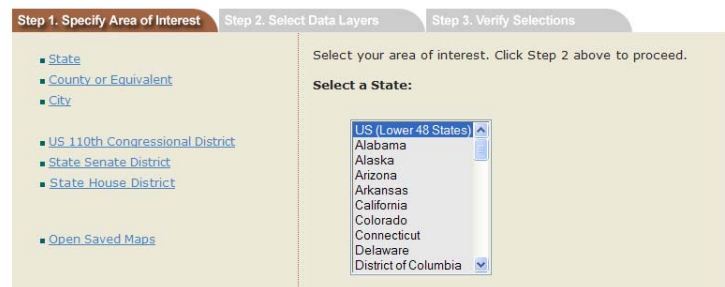 Step 1. Specify Area of Interest
Step 2. Select Data Layers
Step 3. Verify Selections
State
County or Equivalent
City
US 110th Congressional District
State Senate District
State House District
Open Saved Maps
Select your area of interest. Click Step 2 above to proceed.
Select a State:
US (Lower 48 States)
Alabama
Alaska
Arizona
Arkansas
California
Colorado
Connecticut
Delaware
District of Columbia